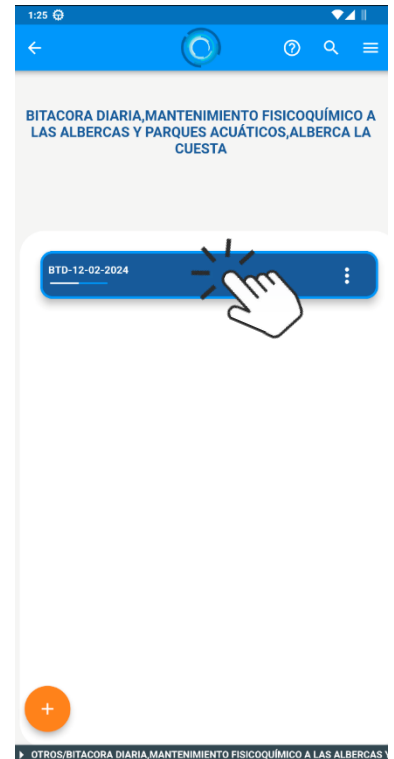 1:25
BITACORA DIARIA,MANTENIMIENTO FISICOQUÍMICO A
LAS ALBERCAS Y PARQUES ACUÁTICOS,ALBERCA LA
CUESTA
BTD-12-02-2024
OTROS/BITACORA DIARIA,MANTENIMIENTO FISICOQUÍMICO A LAS ALBERCAS